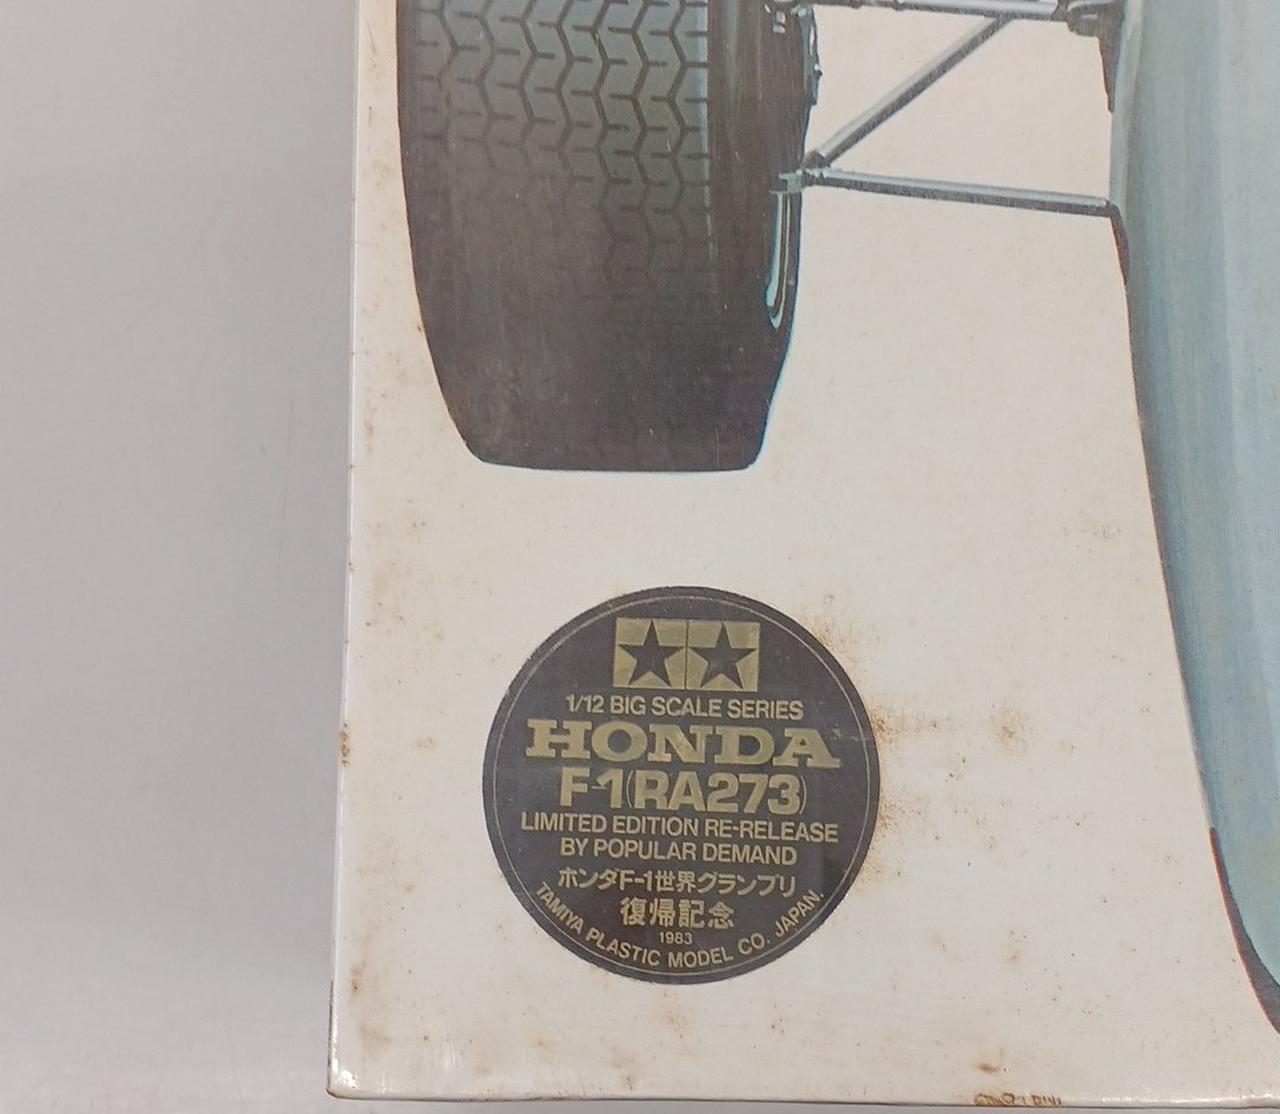 1/12 BIG SCALE SERIES
HONDA
F-1(RA273)
LIMITED EDITION RE-RELEASE
BY POPULAR DEMAND
ホンダF-1世界グランプリ
復帰記念
1983
TAMIYA PLASTIC MODEL CO. JAPAN.